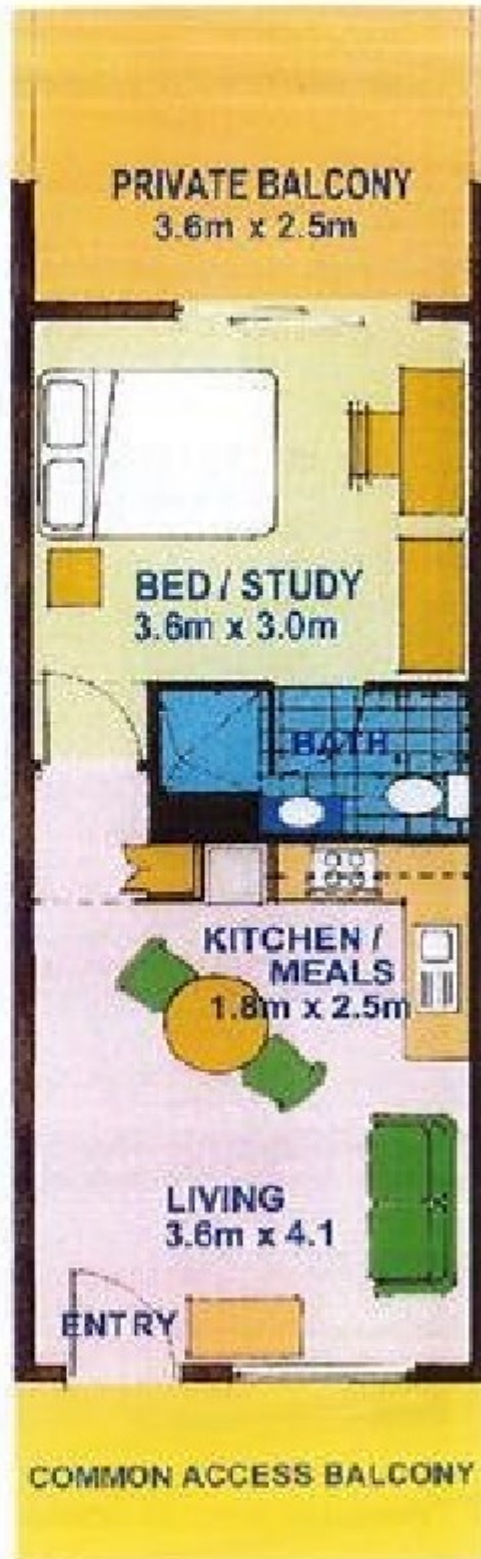 PRIVATE BALCONY
3.6m x 2.5m
BED / STUDY
3.6m x 3.0m
BATH
KITCHEN /
MEALS
1.8m x 2.5m
LIVING
3.6m x 4.1
ENTRY
COMMON ACCESS BALCONY